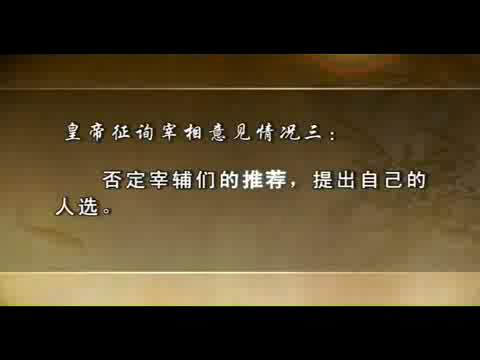 皇帝征询宰相意见情况三：
否定宰辅们的推荐，提出自己的
人选。